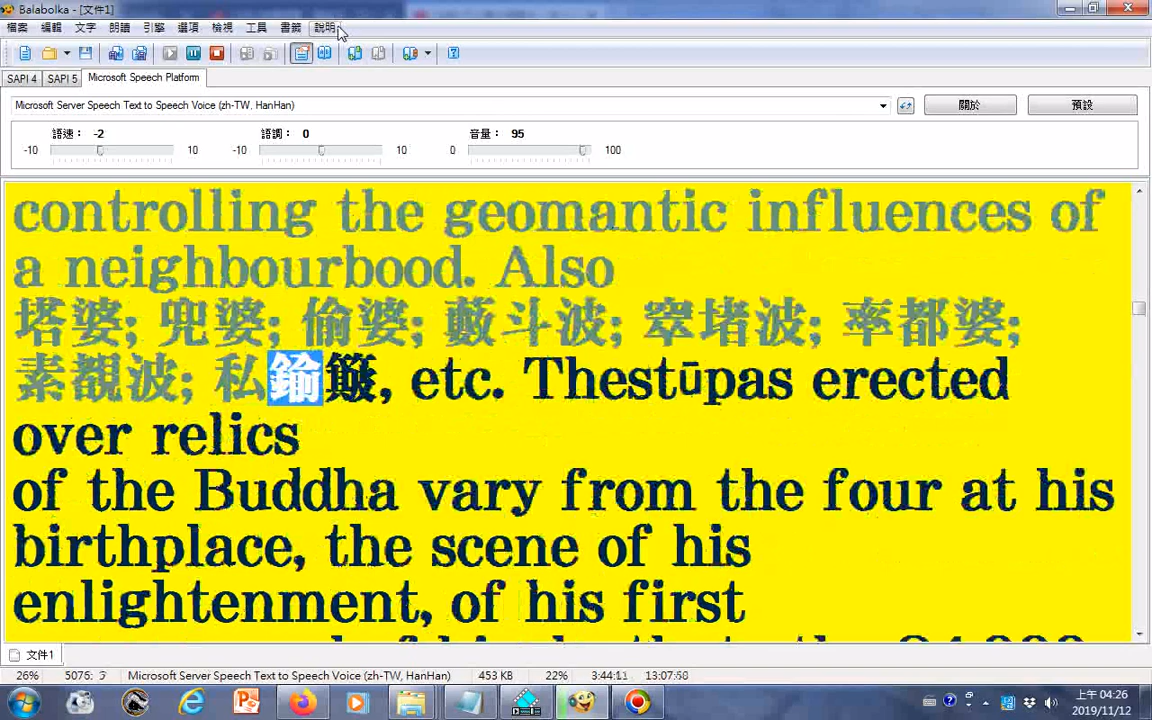 Balabolka - [文件1]
檔案 編輯 文字 朗讀 引擎 選項 檢視 工具 書籤 說明
SAPI 4 SAPI 5 Microsoft Speech Platform
Microsoft Server Speech Text to Speech Voice (zh-TW, HanHan) 關於 預設
語速： -2 語調： 0 音量： 95
-10 10 -10 10 0 100
controlling the geomantic influences of
a neighbourbood. Also
塔婆; 兜婆; 偷婆; 藪斗波; 窣堵波; 率都婆;
素覩波; 私鍮簸, etc. Thestūpas erected
over relics
of the Buddha vary from the four at his
birthplace, the scene of his
enlightenment, of his first
文件1
26% 5075: Microsoft Server Speech Text to Speech Voice (zh-TW, HanHan) 453 KB 22% 3:44:11
上午 04:26
2019/11/12